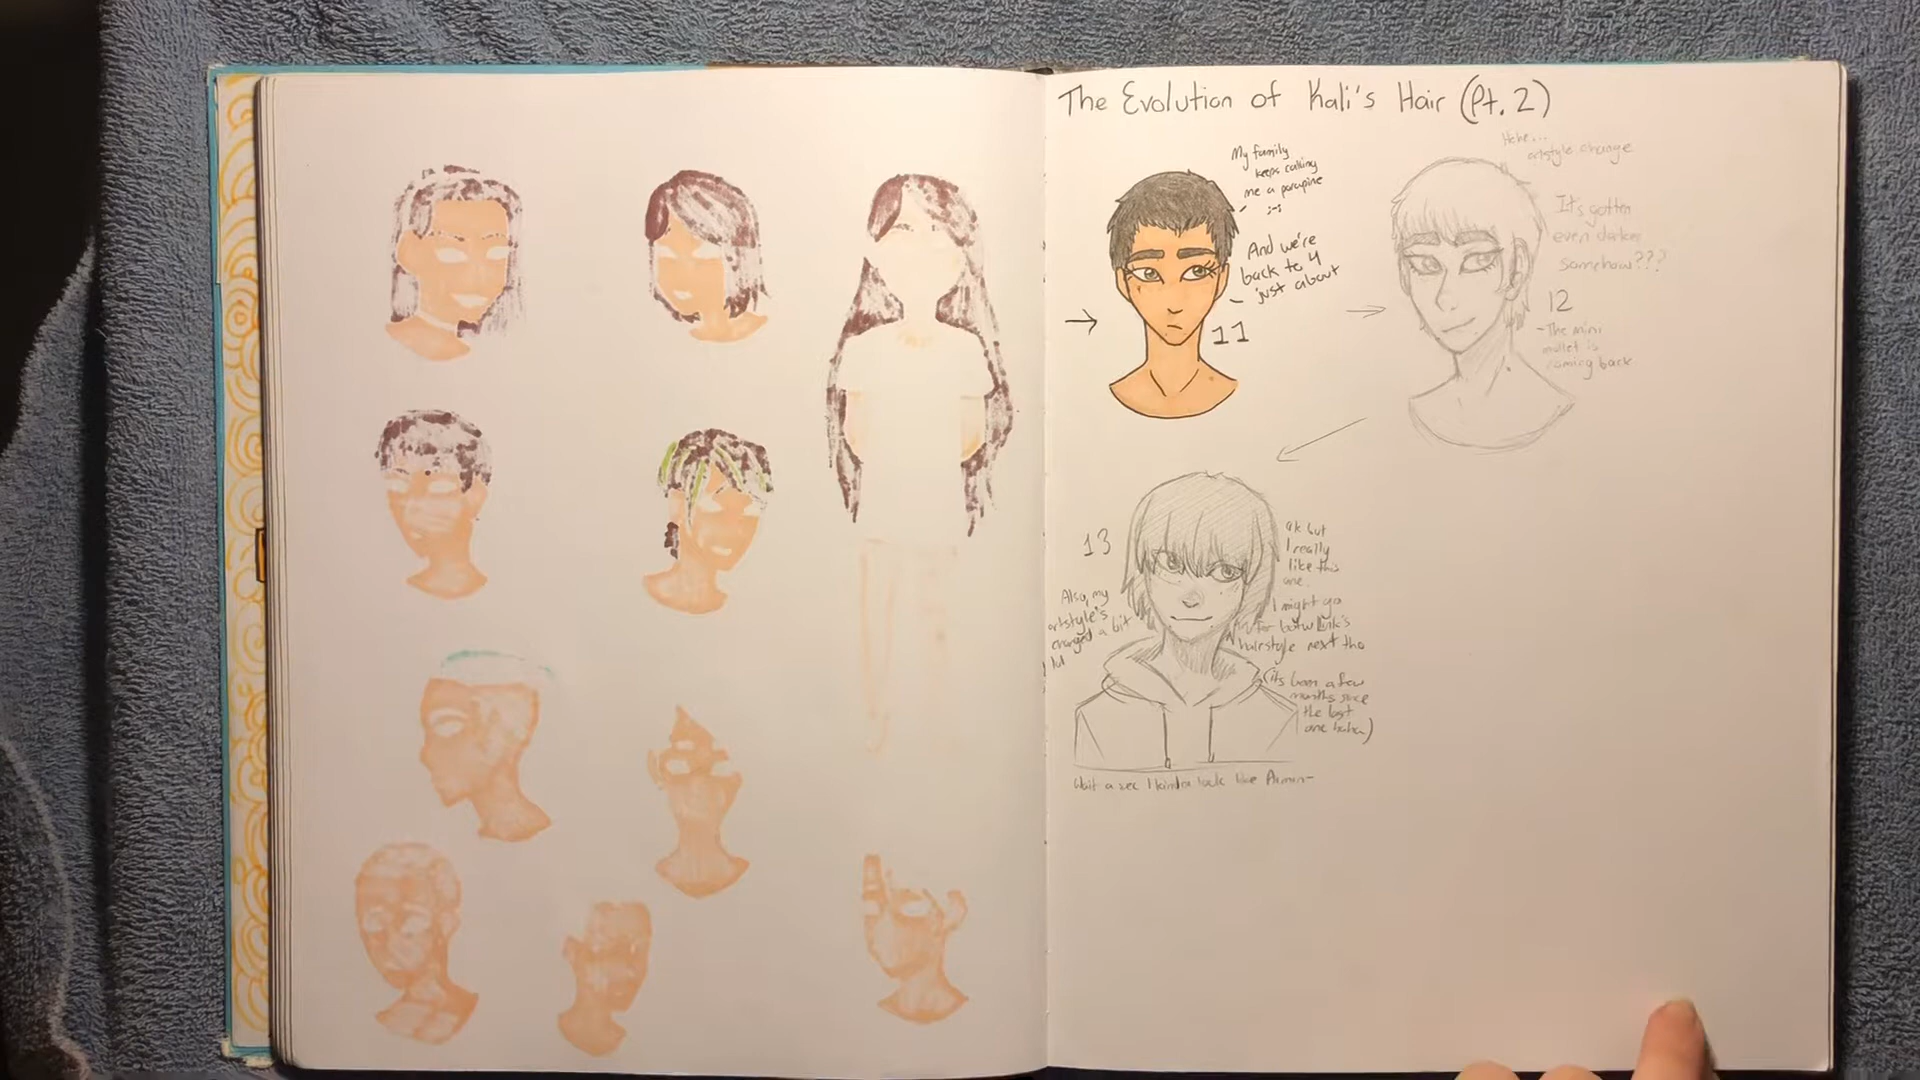 The Evolution of Kali's Hair (Pt. 2)
My family
keeps calling
me a porcupine
;-;
And we're
back to 4
just about
11
Hehe...
artstyle change
It's gotten
even darker
somehow???
12
-The mini
mullet is
coming back
13
ok but
I really
like this
one.
I might go
for botw Link's
hairstyle next tho
(its been a few
months since
the last
one haha)
Also, my
artstyle's
changed a bit
lol
Wait a sec I kinda look like Armin-